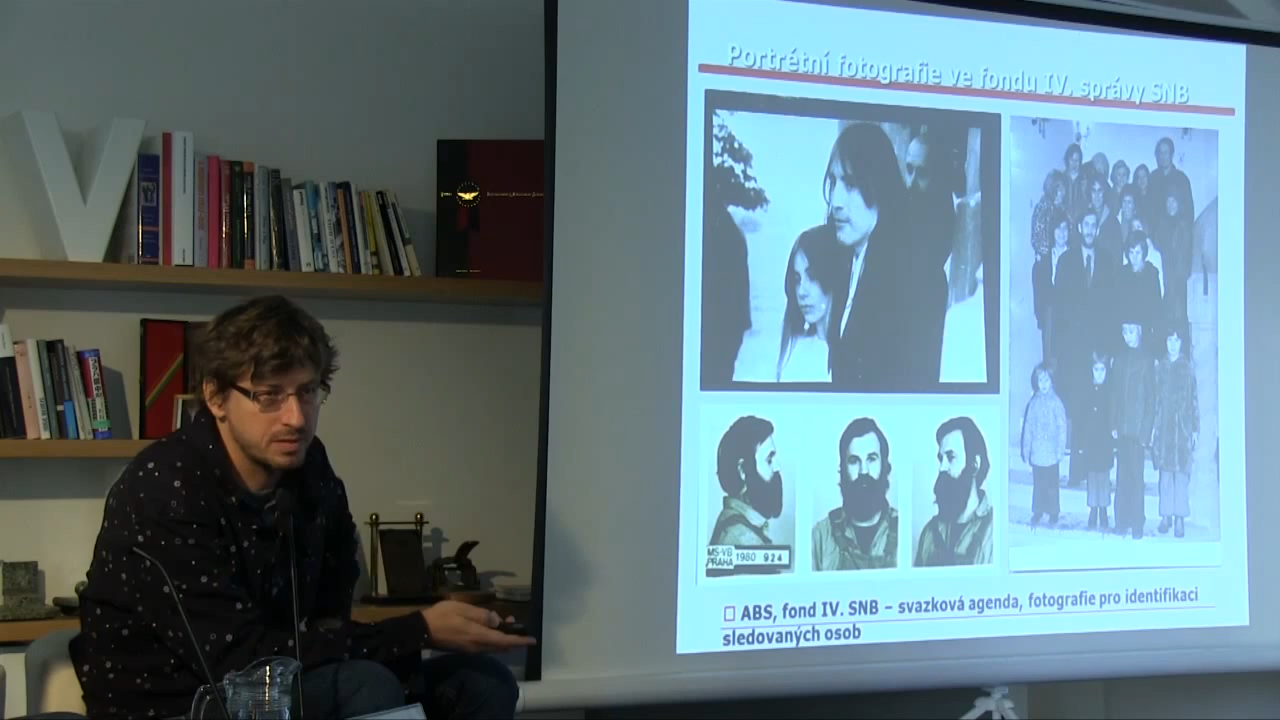 V
Portrétní fotografie ve fondu IV. správy SNB
MS-VB
PRAHA
1980 924
ABS, fond IV. SNB – svazková agenda, fotografie pro identifikaci
sledovaných osob